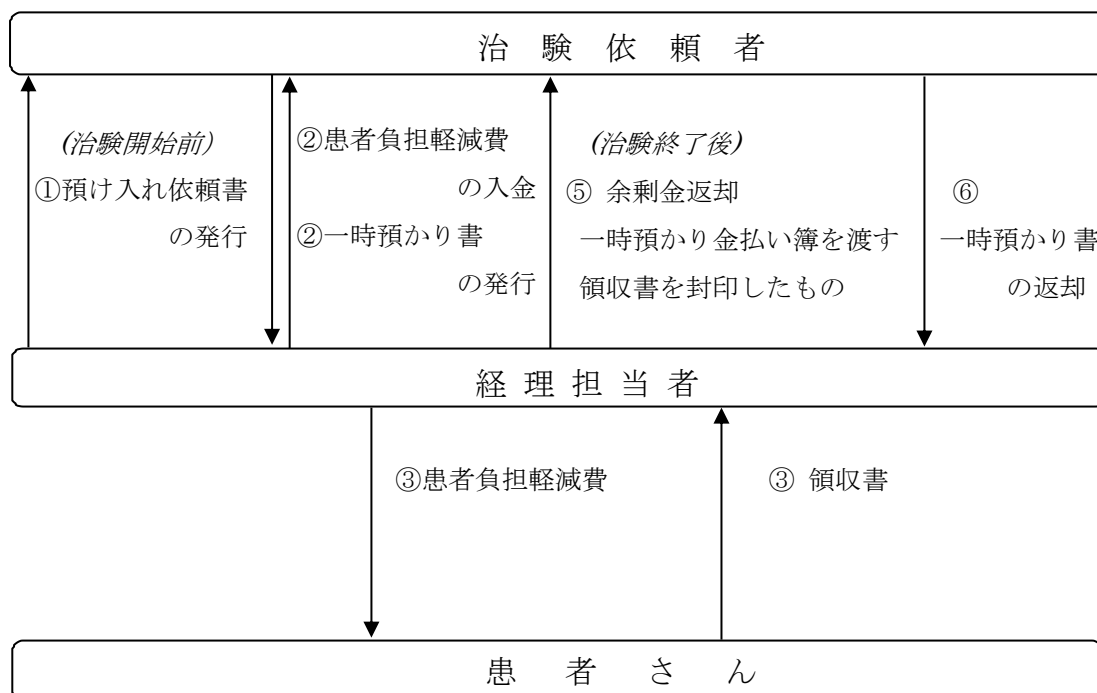 治験依頼者
(治験開始前)
①預け入れ依頼書
の発行
②患者負担軽減費
の入金
②一時預かり書
の発行
(治験終了後)
⑤ 余剰金返却
一時預かり金払い簿を渡す
領収書を封印したもの
⑥
一時預かり書
の返却
経理担当者
③患者負担軽減費
③ 領収書
患者さん